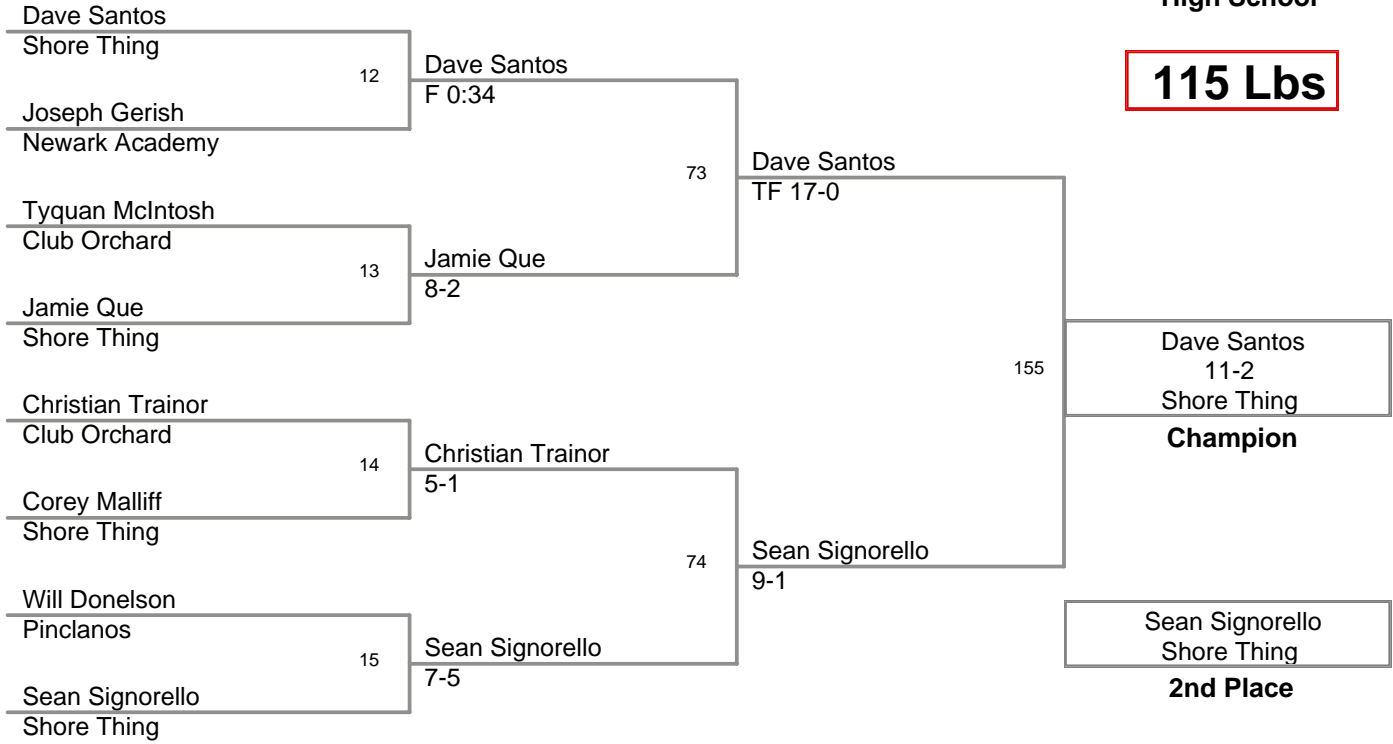 High School
115 Lbs
Dave Santos
Shore Thing
12
Joseph Gerish
Newark Academy
Dave Santos
F 0:34
73
Tyquan McIntosh
Club Orchard
13
Jamie Que
Shore Thing
Jamie Que
8-2
Dave Santos
TF 17-0
Christian Trainor
Club Orchard
14
Corey Malliff
Shore Thing
Christian Trainor
5-1
74
Will Donelson
Pinclanos
15
Sean Signorello
Shore Thing
Sean Signorello
7-5
Sean Signorello
9-1
155
Dave Santos
11-2
Shore Thing
Champion
Sean Signorello
Shore Thing
2nd Place